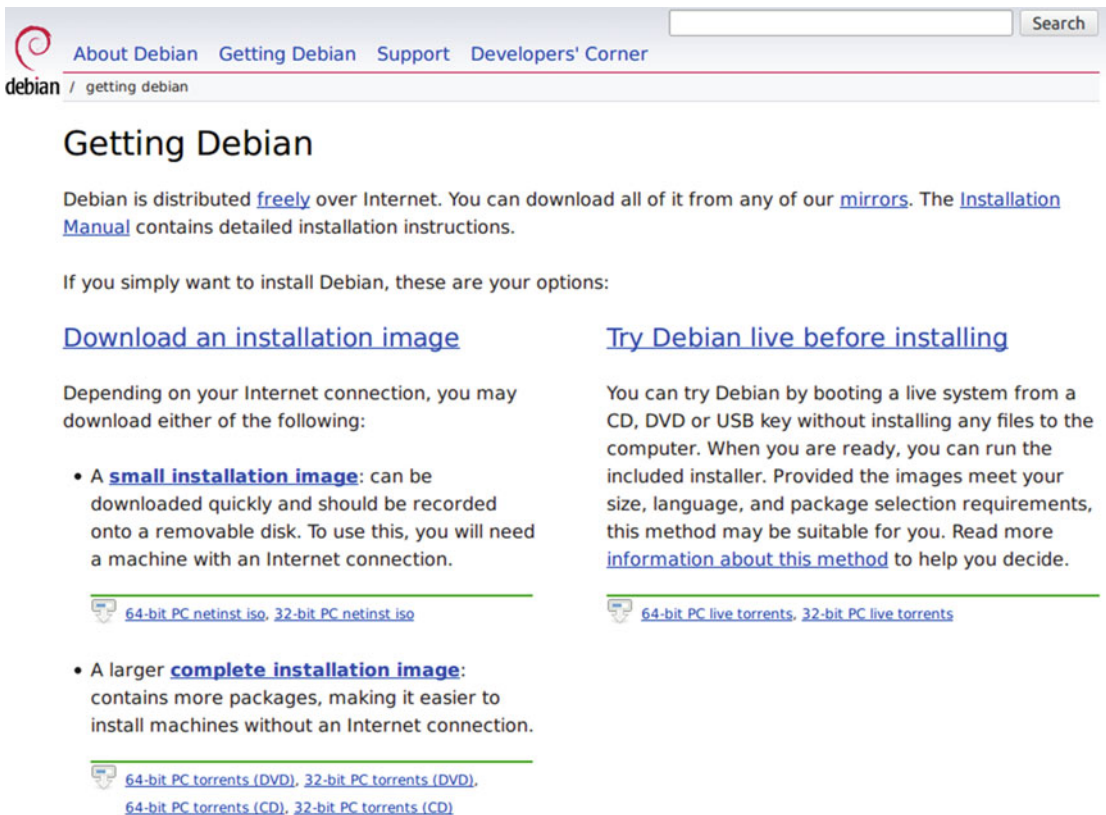 Search
About Debian Getting Debian Support Developers' Corner
debian / getting debian
Getting Debian
Debian is distributed freely over Internet. You can download all of it from any of our mirrors. The Installation
Manual contains detailed installation instructions.
If you simply want to install Debian, these are your options:
Download an installation image
Depending on your Internet connection, you may
download either of the following:
• A small installation image: can be
downloaded quickly and should be recorded
onto a removable disk. To use this, you will need
a machine with an Internet connection.
64-bit PC netinst iso, 32-bit PC netinst iso
• A larger complete installation image:
contains more packages, making it easier to
install machines without an Internet connection.
64-bit PC torrents (DVD), 32-bit PC torrents (DVD),
64-bit PC torrents (CD), 32-bit PC torrents (CD)
Try Debian live before installing
You can try Debian by booting a live system from a
CD, DVD or USB key without installing any files to the
computer. When you are ready, you can run the
included installer. Provided the images meet your
size, language, and package selection requirements,
this method may be suitable for you. Read more
information about this method to help you decide.
64-bit PC live torrents, 32-bit PC live torrents